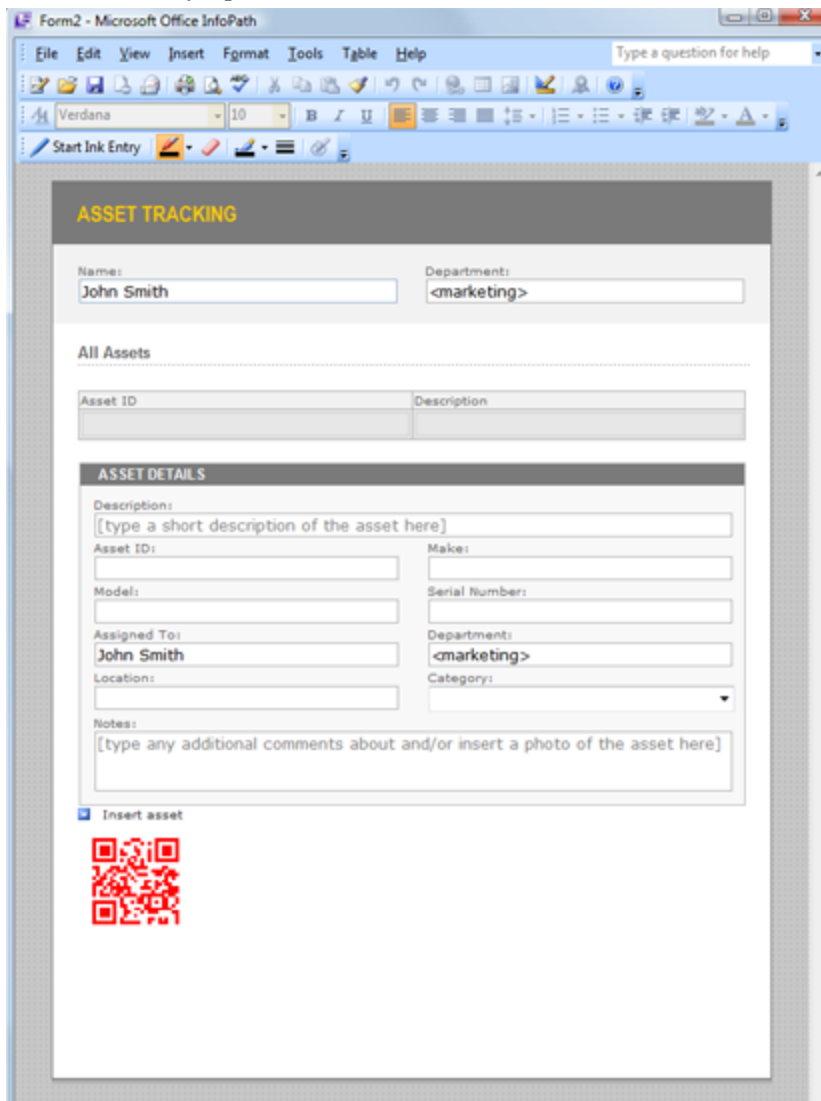 Form2 - Microsoft Office InfoPath
File Edit View Insert Format Tools Table Help Type a question for help
Verdana 10 B I U A
Start Ink Entry
ASSET TRACKING
Name: Department:
John Smith <marketing>
All Assets
Asset ID Description
ASSET DETAILS
Description:
[type a short description of the asset here]
Asset ID: Make:
Model: Serial Number:
Assigned To: Department:
John Smith <marketing>
Location: Category:
Notes:
[type any additional comments about and/or insert a photo of the asset here]
Insert asset